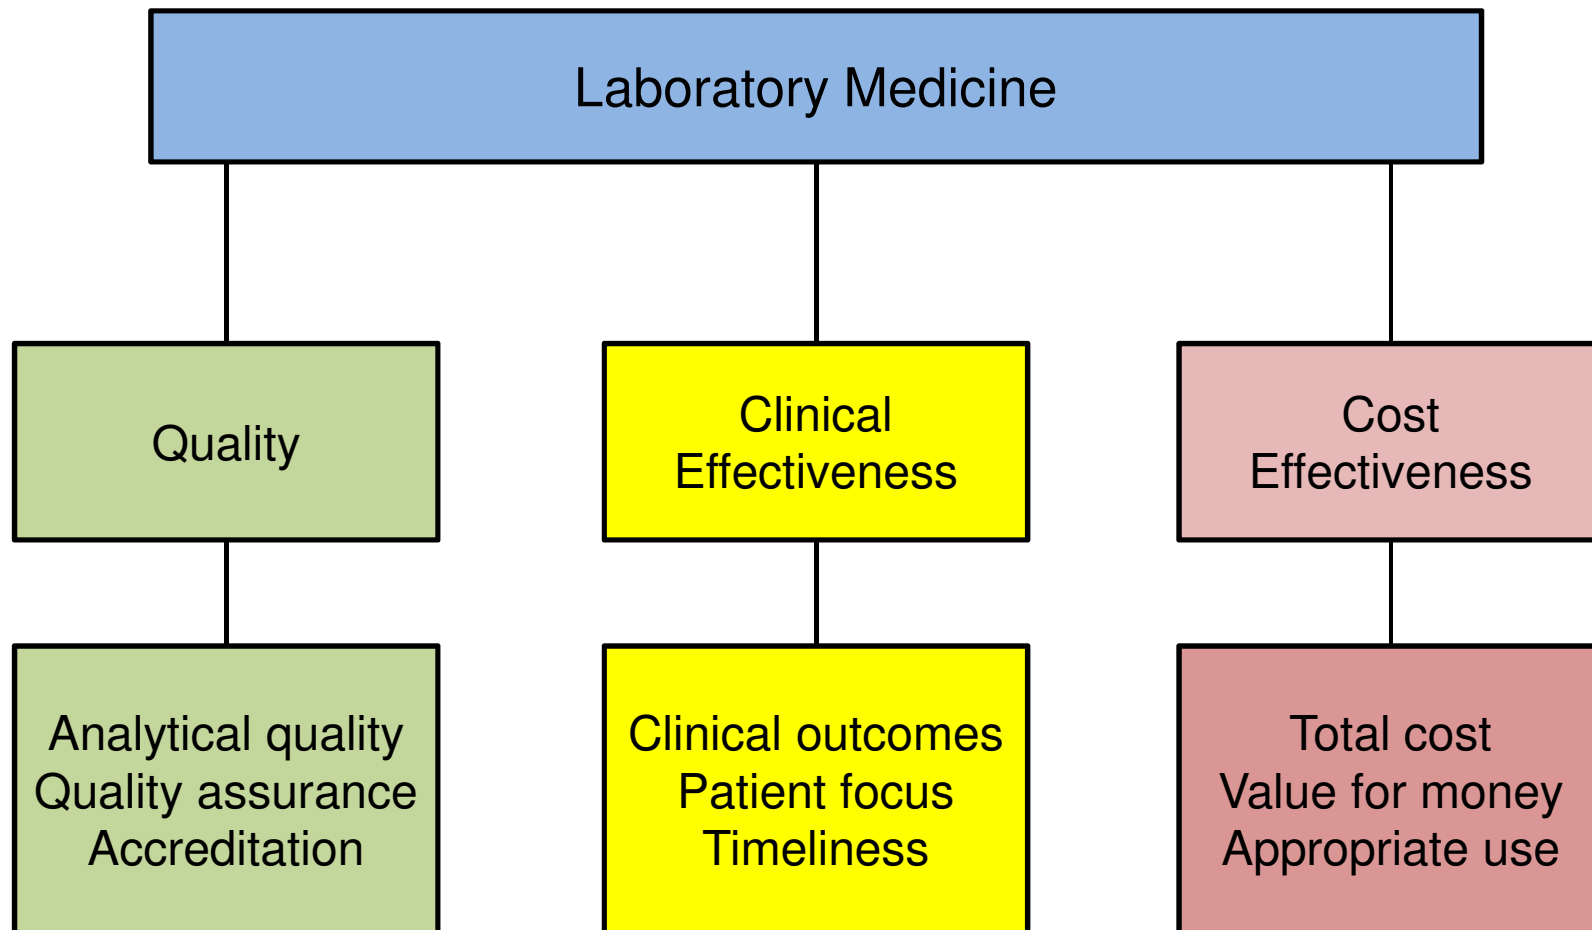 Laboratory Medicine
Quality
Clinical
Effectiveness
Cost
Effectiveness
Analytical quality
Quality assurance
Accreditation
Clinical outcomes
Patient focus
Timeliness
Total cost
Value for money
Appropriate use